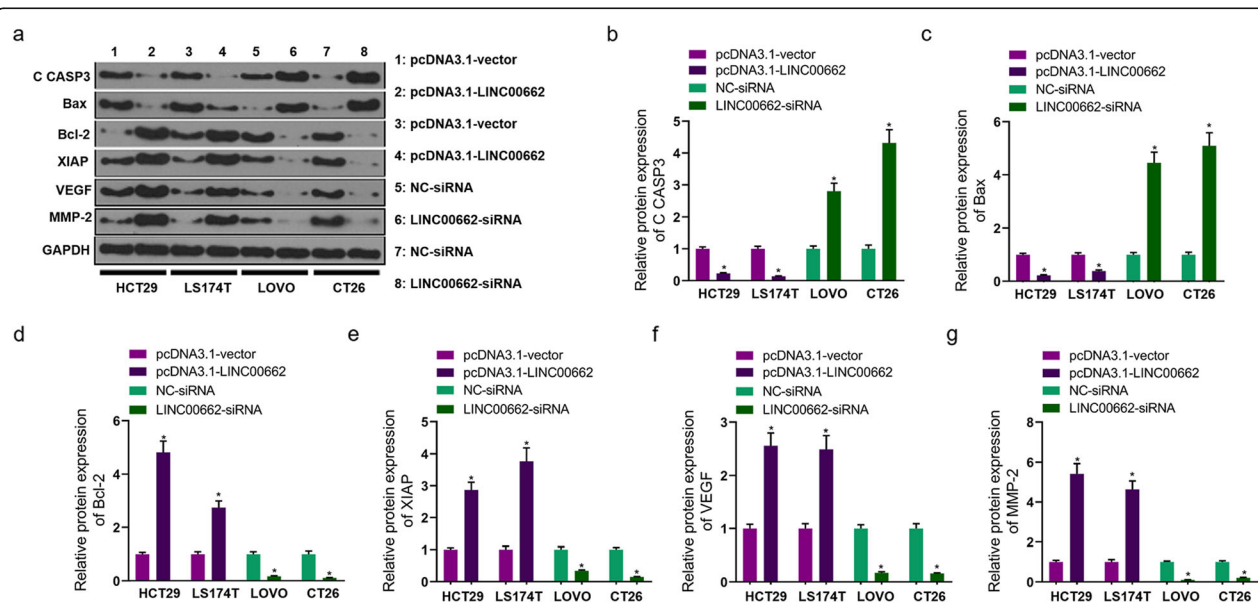 a
1 2 3 4 5 6 7 8
C CASP3
Bax
Bcl-2
XIAP
VEGF
MMP-2
GAPDH
HCT29 LS174T LOVO CT26
1: pcDNA3.1-vector
2: pcDNA3.1-LINC00662
3: pcDNA3.1-vector
4: pcDNA3.1-LINC00662
5: NC-siRNA
6: LINC00662-siRNA
7: NC-siRNA
8: LINC00662-siRNA
b
pcDNA3.1-vector
pcDNA3.1-LINC00662
NC-siRNA
LINC00662-siRNA
Relative protein expression
of C CASP3
5
4
3
2
1
0
* * * *
HCT29 LS174T LOVO CT26
c
pcDNA3.1-vector
pcDNA3.1-LINC00662
NC-siRNA
LINC00662-siRNA
Relative protein expression
of Bax
6
4
2
0
* * * *
HCT29 LS174T LOVO CT26
d
pcDNA3.1-vector
pcDNA3.1-LINC00662
NC-siRNA
LINC00662-siRNA
Relative protein expression
of Bcl-2
6
4
2
0
* * * *
HCT29 LS174T LOVO CT26
e
pcDNA3.1-vector
pcDNA3.1-LINC00662
NC-siRNA
LINC00662-siRNA
Relative protein expression
of XIAP
5
4
3
2
1
0
* * * *
HCT29 LS174T LOVO CT26
f
pcDNA3.1-vector
pcDNA3.1-LINC00662
NC-siRNA
LINC00662-siRNA
Relative protein expression
of VEGF
3
2
1
0
* * * *
HCT29 LS174T LOVO CT26
g
pcDNA3.1-vector
pcDNA3.1-LINC00662
NC-siRNA
LINC00662-siRNA
Relative protein expression
of MMP-2
8
6
4
2
0
* * * *
HCT29 LS174T LOVO CT26